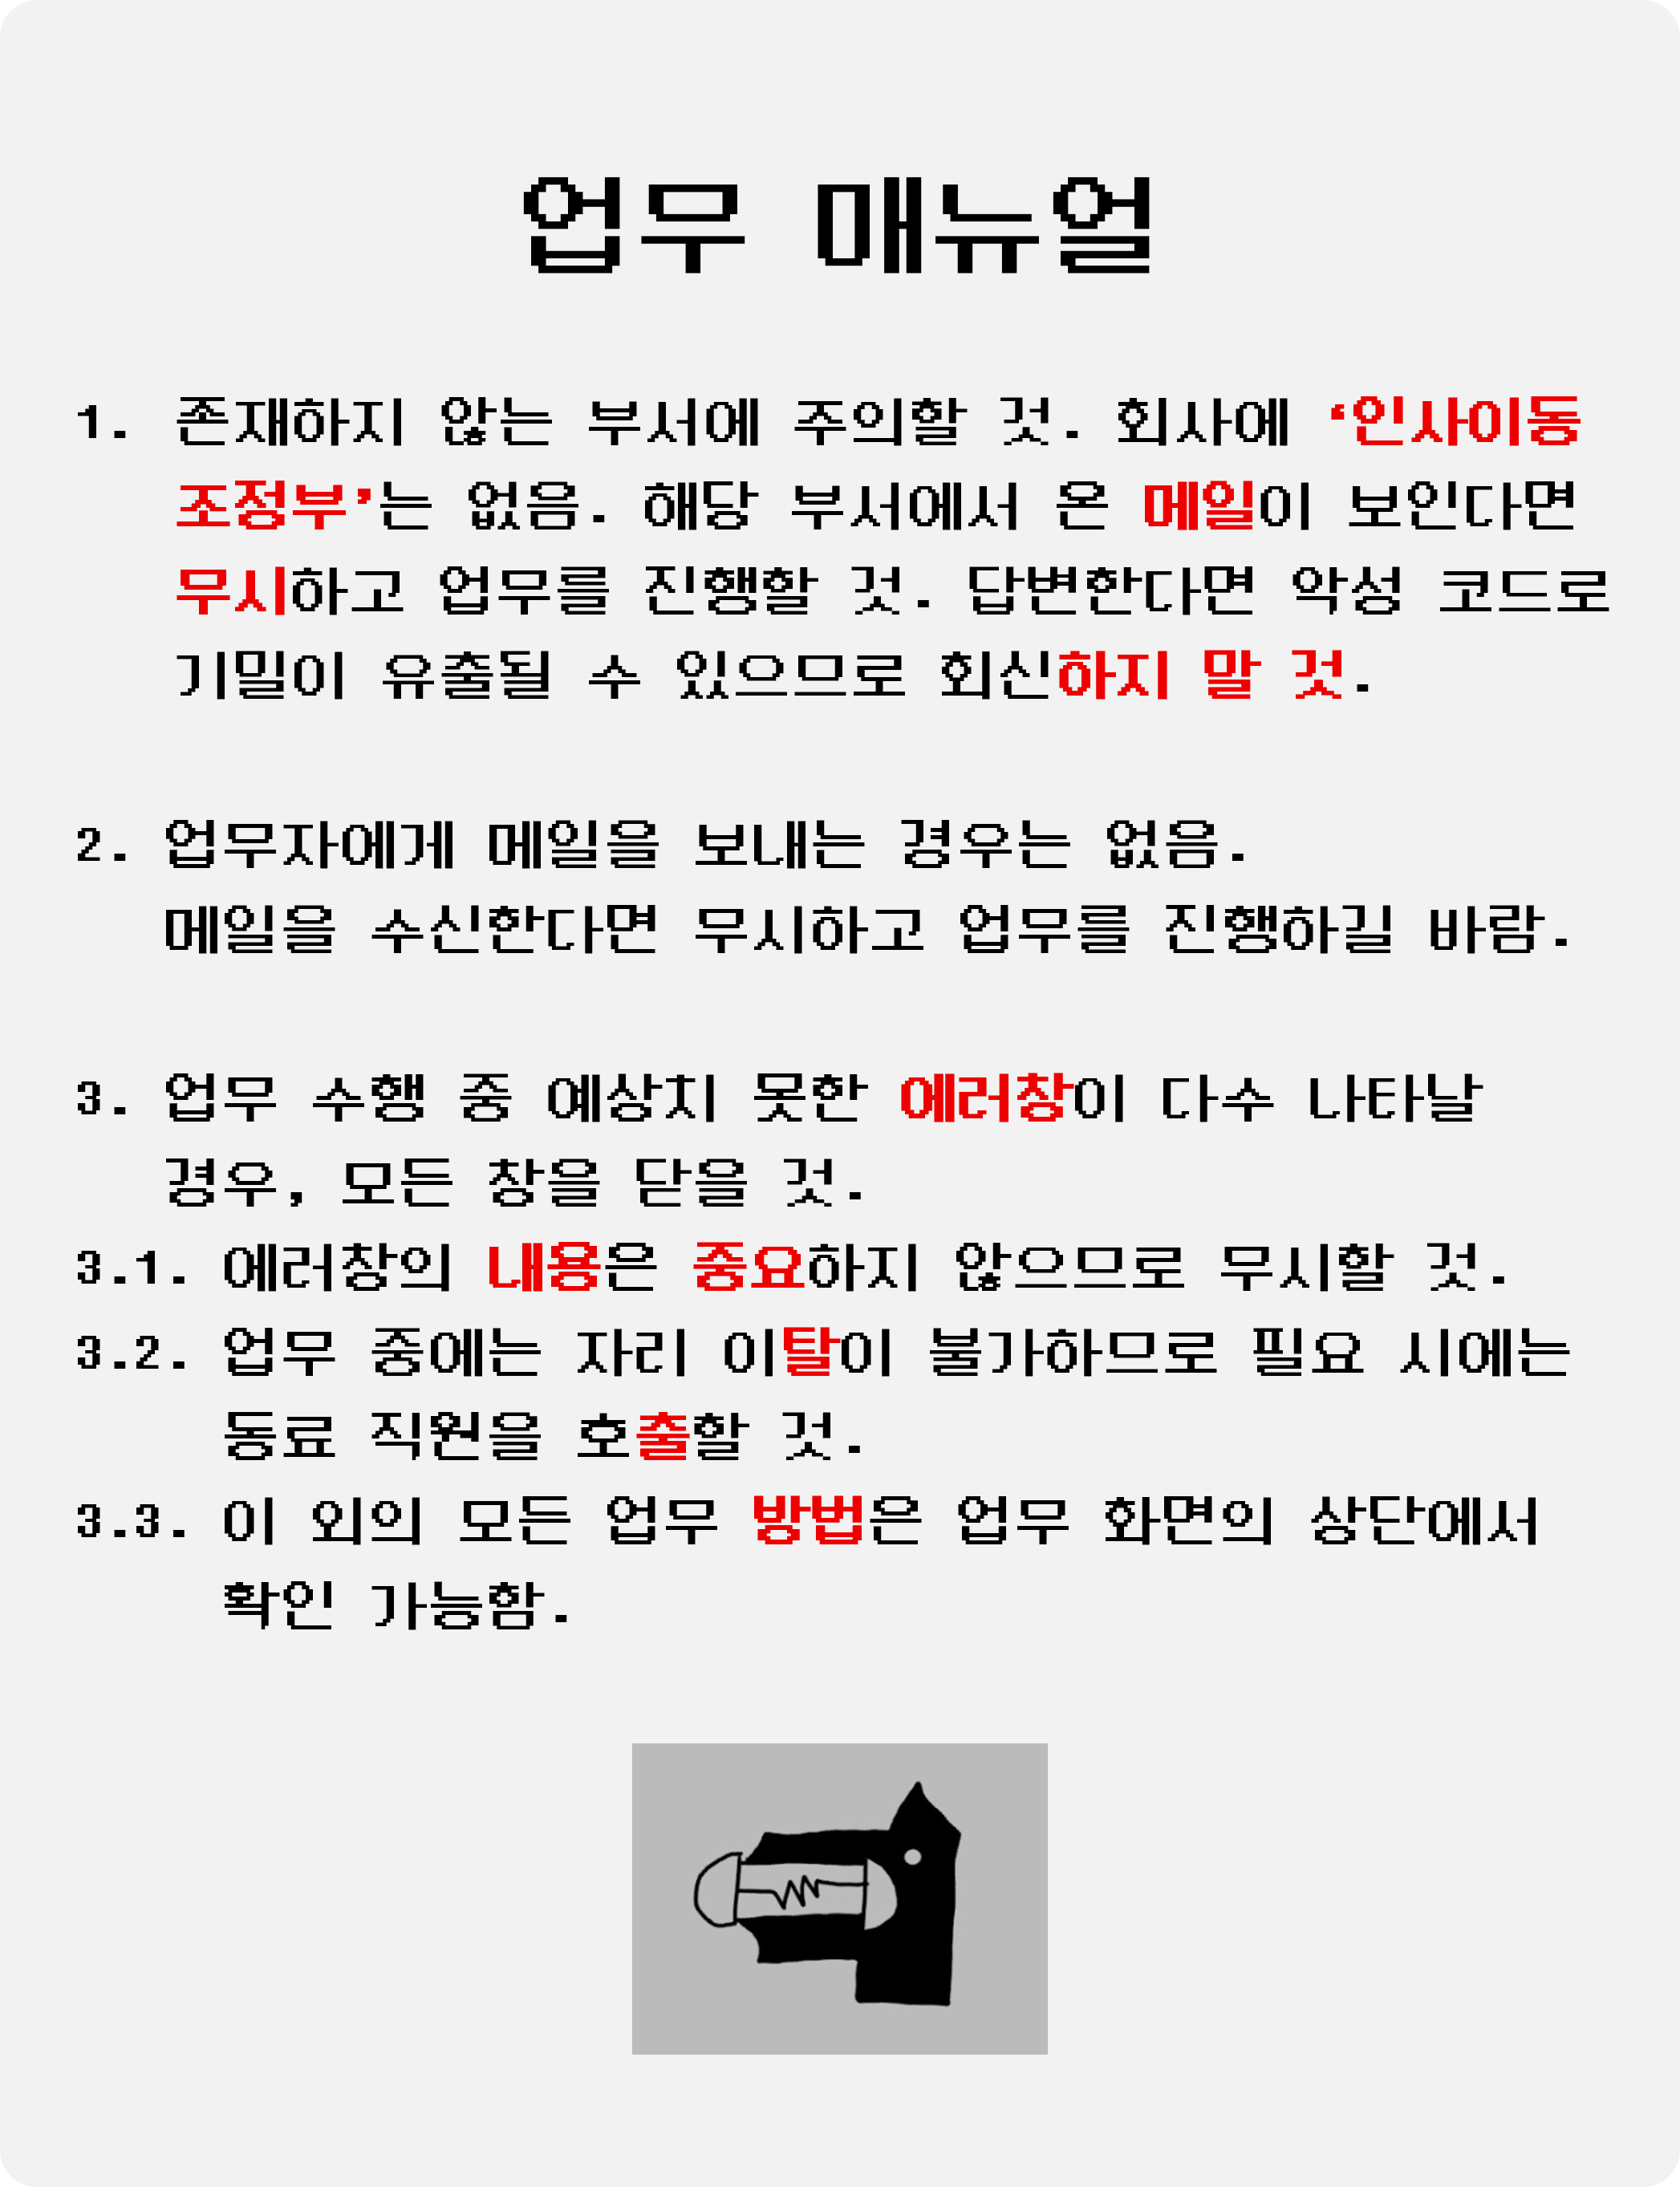 업무 매뉴얼
1. 존재하지 않는 부서에 주의할 것. 회사에 ‘인사이동
조정부’는 없음. 해당 부서에서 온 메일이 보인다면
무시하고 업무를 진행할 것. 답변한다면 악성 코드로
기밀이 유출될 수 있으므로 회신하지 말 것.
2. 업무자에게 메일을 보내는 경우는 없음.
메일을 수신한다면 무시하고 업무를 진행하길 바람.
3. 업무 수행 중 예상치 못한 에러창이 다수 나타날
경우, 모든 창을 닫을 것.
3.1. 에러창의 내용은 중요하지 않으므로 무시할 것.
3.2. 업무 중에는 자리 이탈이 불가하므로 필요 시에는
동료 직원을 호출할 것.
3.3. 이 외의 모든 업무 방법은 업무 화면의 상단에서
확인 가능함.